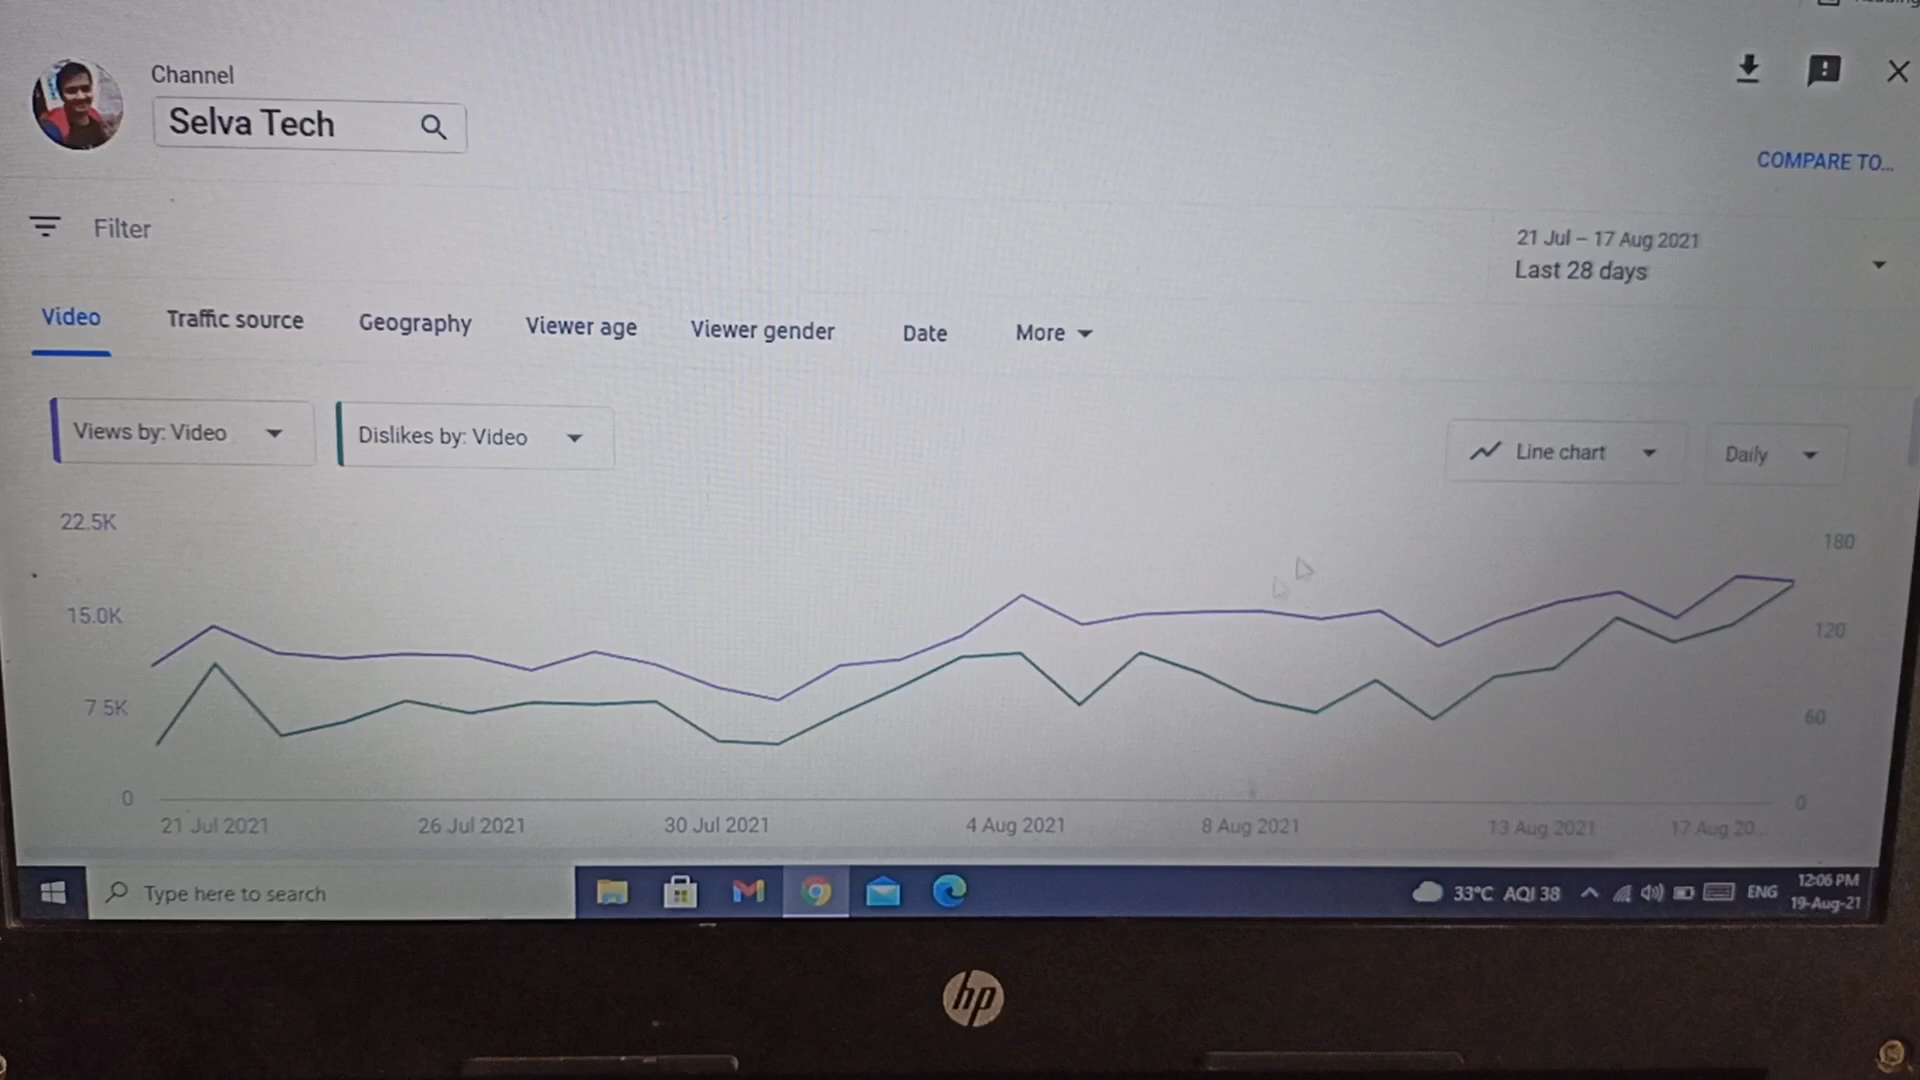 Channel
Selva Tech
COMPARE TO...
Filter
21 Jul – 17 Aug 2021
Last 28 days
Video Traffic source Geography Viewer age Viewer gender Date More
Views by: Video Dislikes by: Video Line chart Daily
22.5K
180
15.0K
120
7.5K
60
0
0
21 Jul 2021 26 Jul 2021 30 Jul 2021 4 Aug 2021 8 Aug 2021 13 Aug 2021 17 Aug 20...
Type here to search
33°C AQI 38 ENG
12:06 PM
19-Aug-21
hp